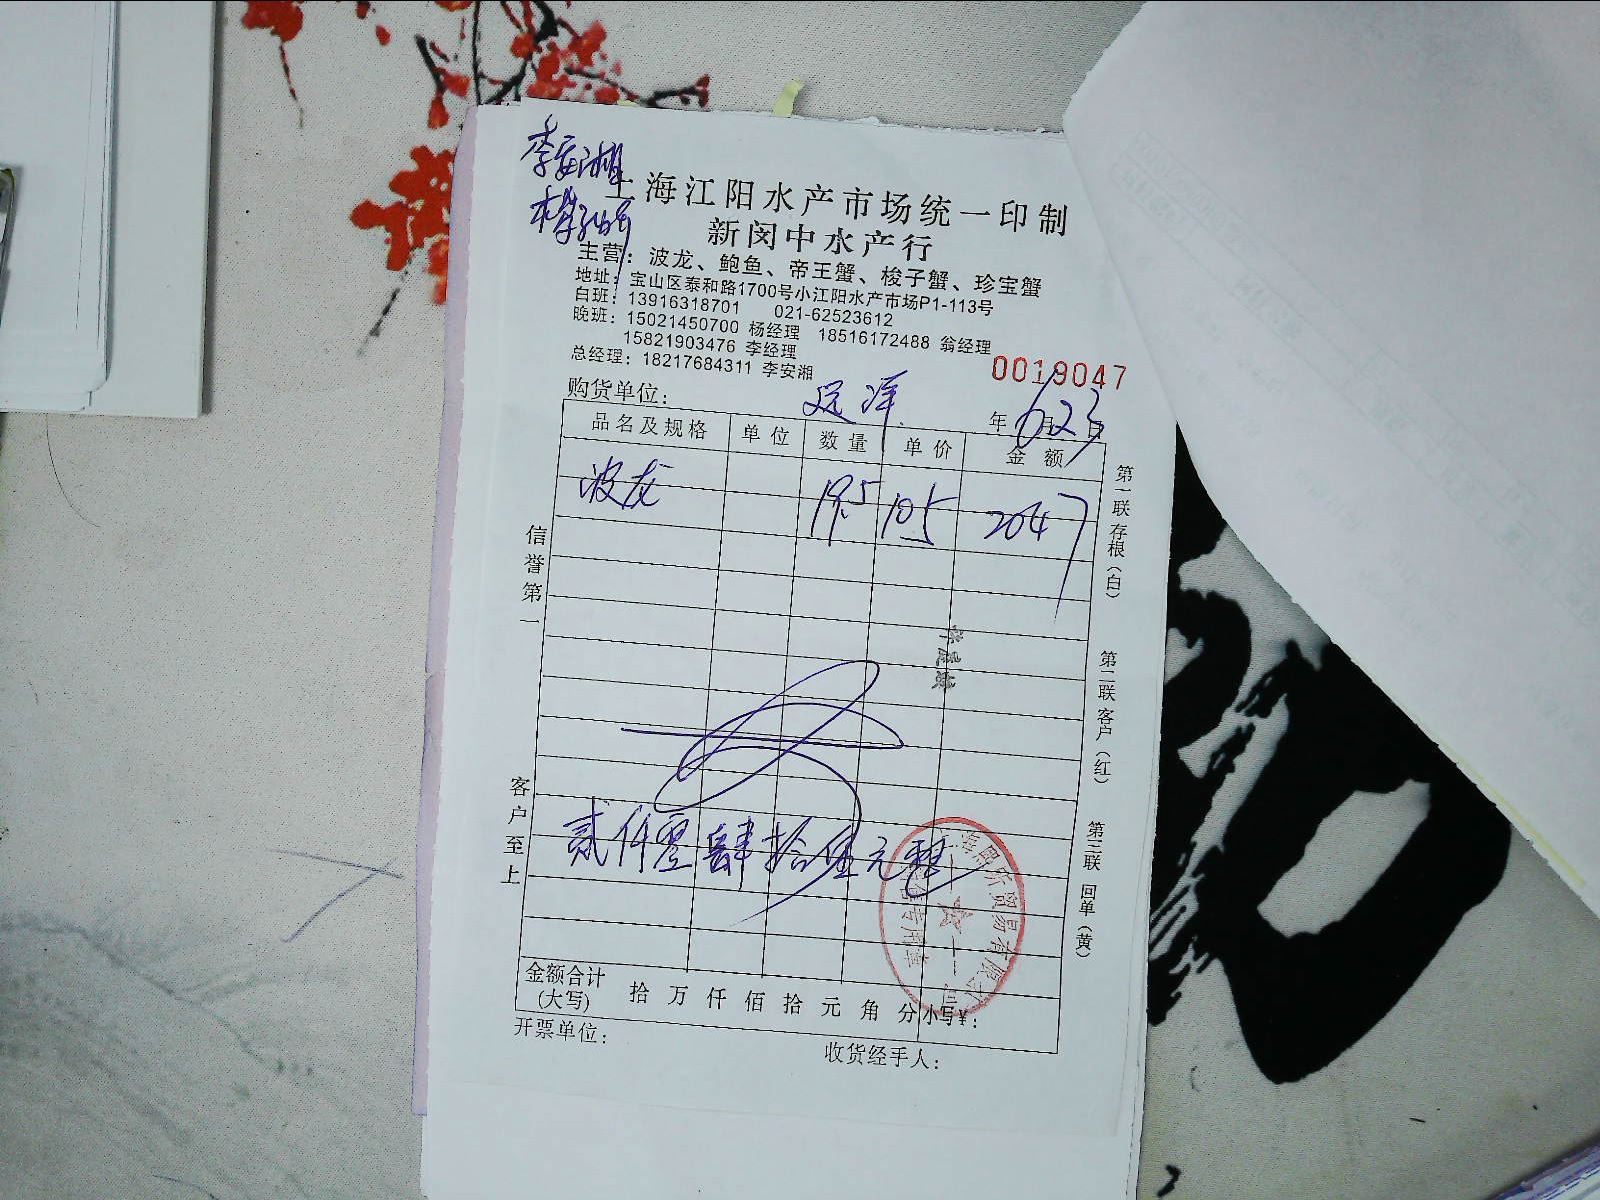 李安湘
上海江阳水产市场统一印制
新闵中水产行
主营：波龙、鲍鱼、帝王蟹、梭子蟹、珍宝蟹
地址：宝山区泰和路1700号小江阳水产市场P1-113号
白班：13916318701 021-62523612
晚班：15021450700 杨经理 18516172488 翁经理
15821903476 李经理
总经理：18217684311 李安湘
0019047
购货单位： 远洋 年 6 月 23 日
品名及规格 单位 数量 单价 金额
波龙 19.5 105 2047
信誉第一
客户至上
第一联 存根（白）
第二联 客户（红）
第三联 回单（黄）
贰仟零肆拾伍元整
金额合计
(大写) 拾 万 仟 佰 拾 元 角 分 小写¥：
开票单位： 收货经手人：